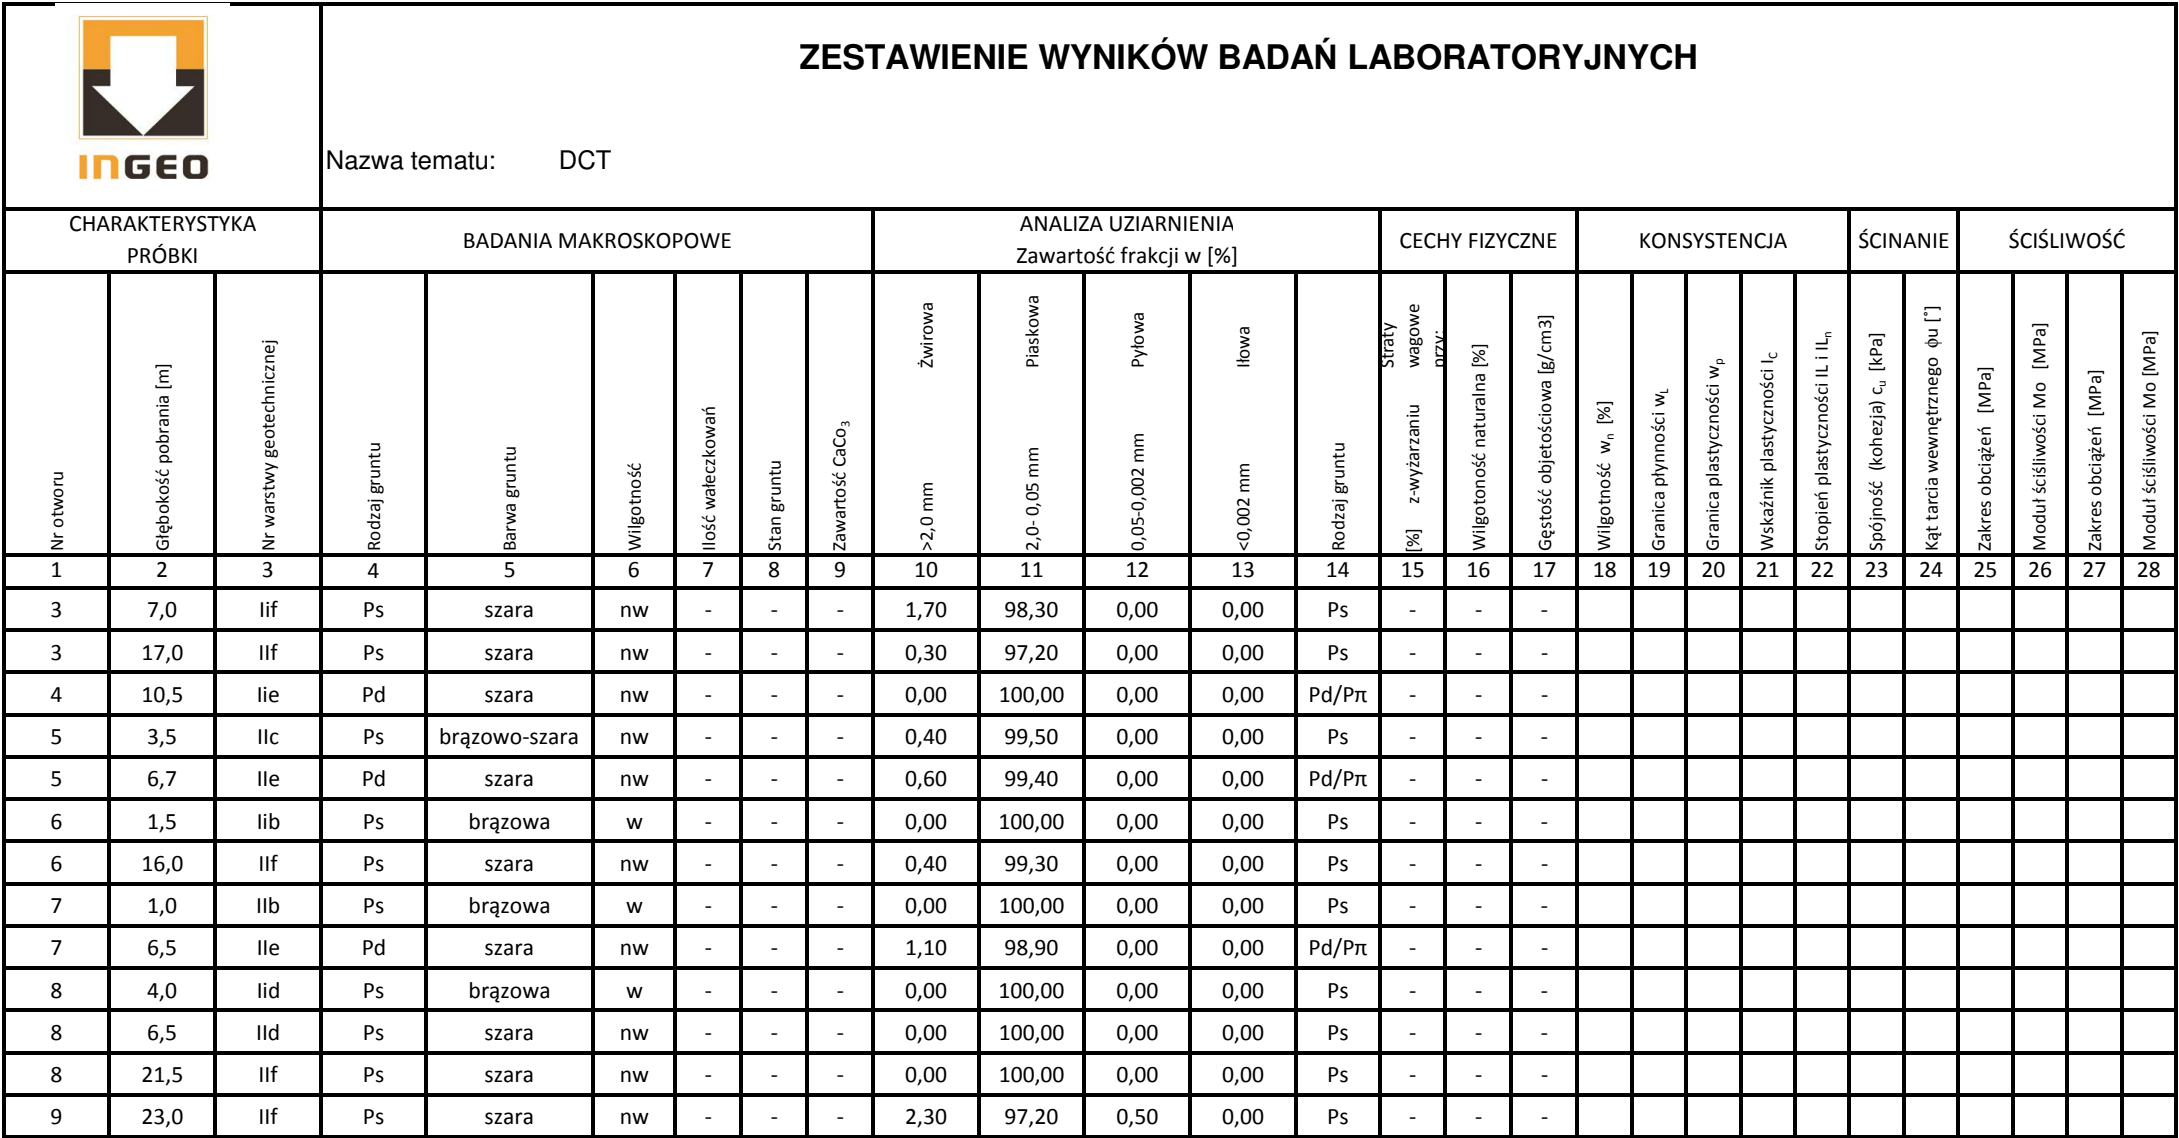 ZESTAWIENIE WYNIKÓW BADAŃ LABORATORYJNYCH
INGEO
Nazwa tematu: DCT
CHARAKTERYSTYKA PRÓBKI
BADANIA MAKROSKOPOWE
ANALIZA UZIARNIENIA
Zawartość frakcji w [%]
CECHY FIZYCZNE
KONSYSTENCJA
ŚCINANIE
ŚCIŚLIWOŚĆ
Nr otworu
Głębokość pobrania [m]
Nr warstwy geotechnicznej
Rodzaj gruntu
Barwa gruntu
Wilgotność
Ilość wałeczkowań
Stan gruntu
Zawartość CaCo₃
>2,0 mm Żwirowa
2,0- 0,05 mm Piaskowa
0,05-0,002 mm Pyłowa
<0,002 mm Iłowa
Rodzaj gruntu
Straty wagowe przy: z-wyżarzaniu [%]
Wilgotoność naturalna [%]
Gęstość objętościowa [g/cm3]
Wilgotność wₙ [%]
Granica płynności w_L
Granica plastyczności wₚ
Wskaźnik plastyczności I_C
Stopień plastyczności IL i ILₙ
Spójność (kohezja) cᵤ [kPa]
Kąt tarcia wewnętrznego ϕu [˚]
Zakres obciążeń [MPa]
Moduł ściśliwości Mo [MPa]
Zakres obciążeń [MPa]
Moduł ściśliwości Mo [MPa]
1 2 3 4 5 6 7 8 9 10 11 12 13 14 15 16 17 18 19 20 21 22 23 24 25 26 27 28
3 7,0 Iif Ps szara nw - - - 1,70 98,30 0,00 0,00 Ps - - -
3 17,0 IIf Ps szara nw - - - 0,30 97,20 0,00 0,00 Ps - - -
4 10,5 Iie Pd szara nw - - - 0,00 100,00 0,00 0,00 Pd/Pπ - - -
5 3,5 IIc Ps brązowo-szara nw - - - 0,40 99,50 0,00 0,00 Ps - - -
5 6,7 IIe Pd szara nw - - - 0,60 99,40 0,00 0,00 Pd/Pπ - - -
6 1,5 Iib Ps brązowa w - - - 0,00 100,00 0,00 0,00 Ps - - -
6 16,0 IIf Ps szara nw - - - 0,40 99,30 0,00 0,00 Ps - - -
7 1,0 IIb Ps brązowa w - - - 0,00 100,00 0,00 0,00 Ps - - -
7 6,5 IIe Pd szara nw - - - 1,10 98,90 0,00 0,00 Pd/Pπ - - -
8 4,0 Iid Ps brązowa w - - - 0,00 100,00 0,00 0,00 Ps - - -
8 6,5 IId Ps szara nw - - - 0,00 100,00 0,00 0,00 Ps - - -
8 21,5 IIf Ps szara nw - - - 0,00 100,00 0,00 0,00 Ps - - -
9 23,0 IIf Ps szara nw - - - 2,30 97,20 0,50 0,00 Ps - - -